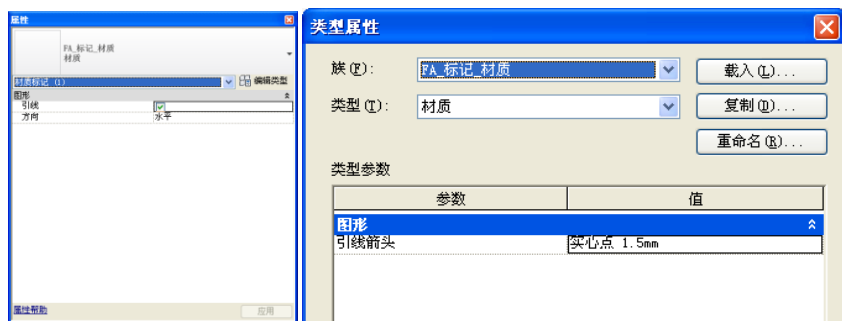 属性
FA_标记_材质
材质
材质标记 (1)
编辑类型
图形
引线
方向 水平
属性帮助
应用
类型属性
族(F): FA_标记_材质 载入(L)...
类型(T): 材质 复制(D)...
重命名(R)...
类型参数
参数 值
图形
引线箭头 实心点 1.5mm